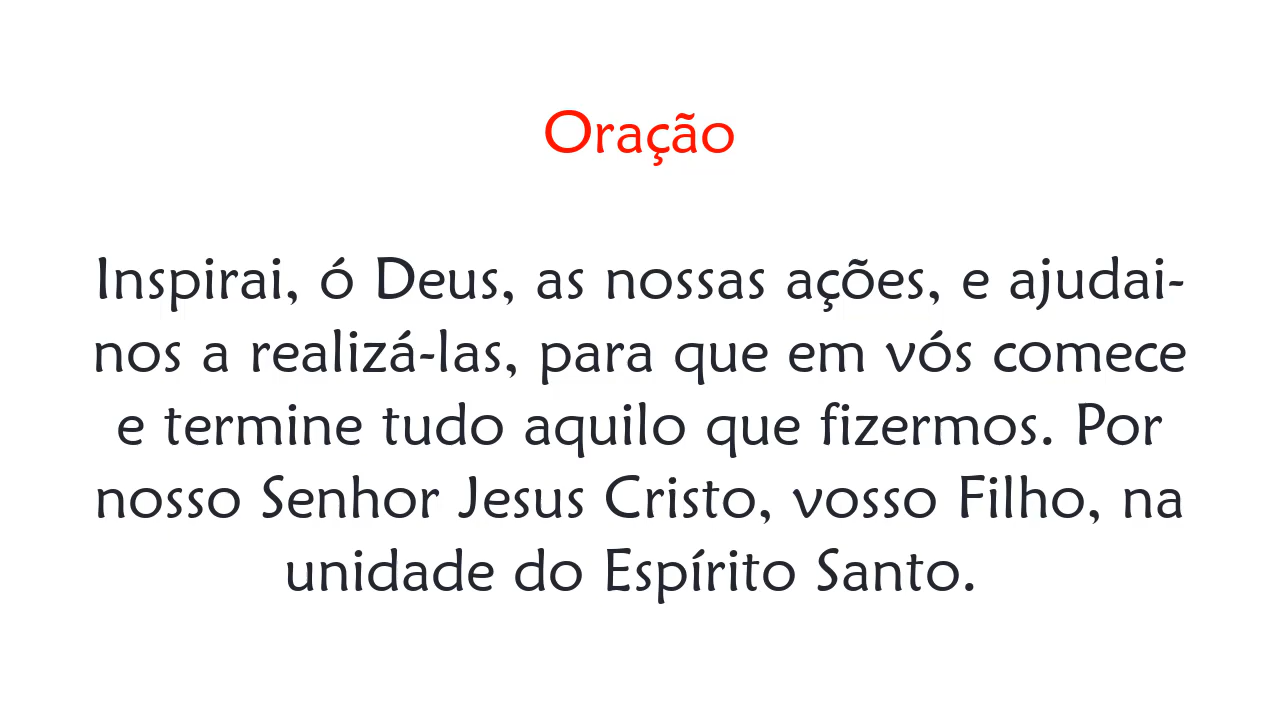 Oração
Inspirai, ó Deus, as nossas ações, e ajudai-
nos a realizá-las, para que em vós comece
e termine tudo aquilo que fizermos. Por
nosso Senhor Jesus Cristo, vosso Filho, na
unidade do Espírito Santo.